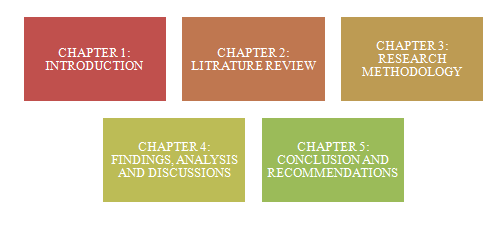 CHAPTER 1:
INTRODUCTION
CHAPTER 2:
LITRATURE REVIEW
CHAPTER 3:
RESEARCH
METHODOLOGY
CHAPTER 4:
FINDINGS, ANALYSIS
AND DISCUSSIONS
CHAPTER 5:
CONCLUSION AND
RECOMMENDATIONS